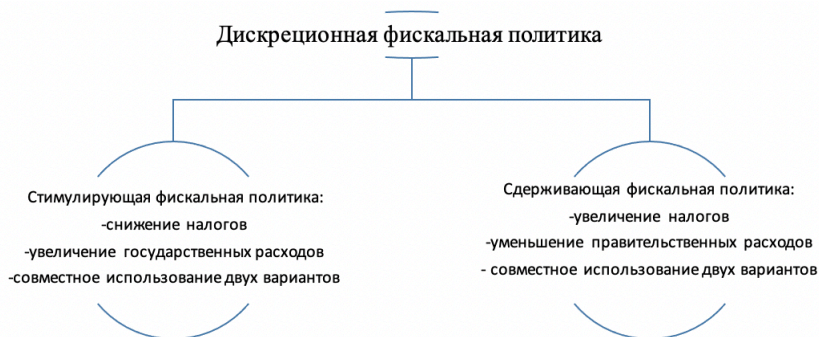 Дискреционная фискальная политика
Стимулирующая фискальная политика:
-снижение налогов
-увеличение государственных расходов
-совместное использование двух вариантов
Сдерживающая фискальная политика:
-увеличение налогов
-уменьшение правительственных расходов
- совместное использование двух вариантов